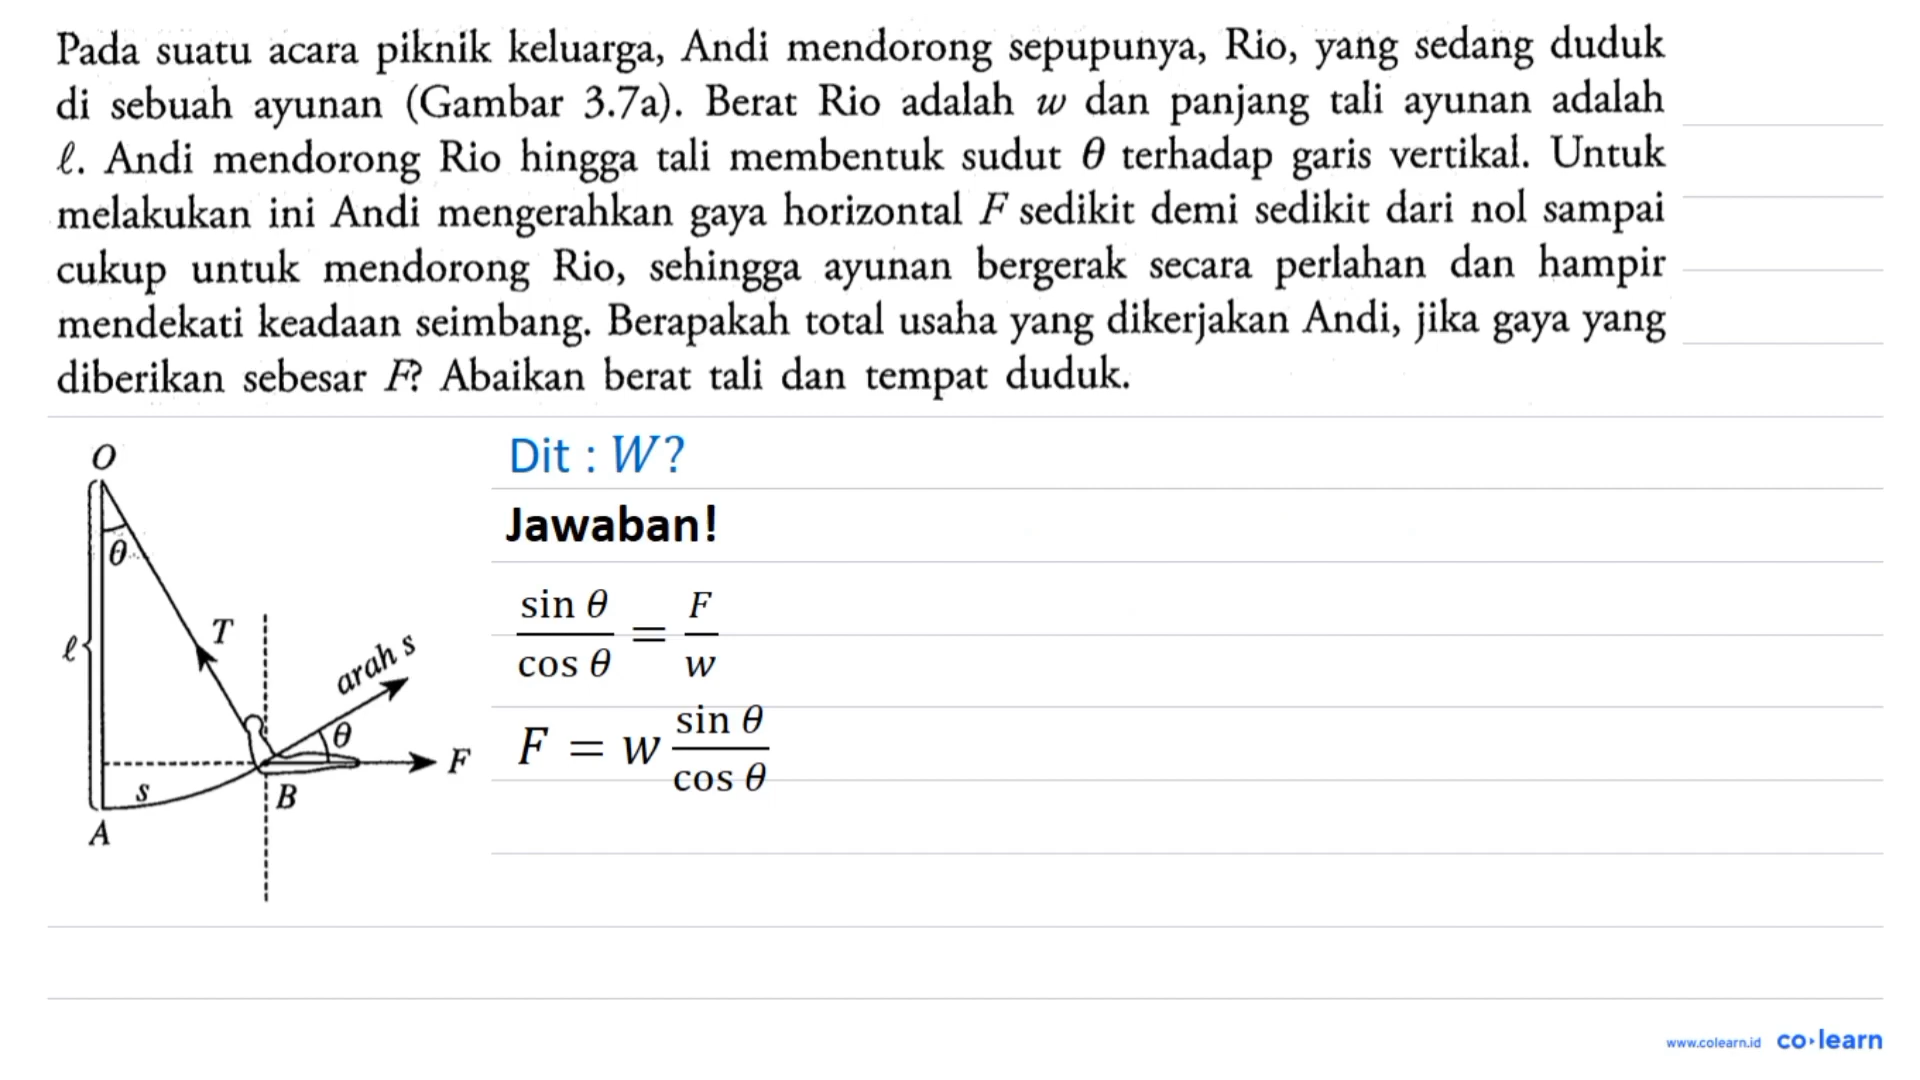 Pada suatu acara piknik keluarga, Andi mendorong sepupunya, Rio, yang sedang duduk
di sebuah ayunan (Gambar 3.7a). Berat Rio adalah w dan panjang tali ayunan adalah
ℓ. Andi mendorong Rio hingga tali membentuk sudut θ terhadap garis vertikal. Untuk
melakukan ini Andi mengerahkan gaya horizontal F sedikit demi sedikit dari nol sampai
cukup untuk mendorong Rio, sehingga ayunan bergerak secara perlahan dan hampir
mendekati keadaan seimbang. Berapakah total usaha yang dikerjakan Andi, jika gaya yang
diberikan sebesar F? Abaikan berat tali dan tempat duduk.
O
θ
ℓ
T
arah s
θ
F
s
B
A
Dit : W?
Jawaban!
sin θ / cos θ = F / w
F = w sin θ / cos θ
www.colearn.id co·learn